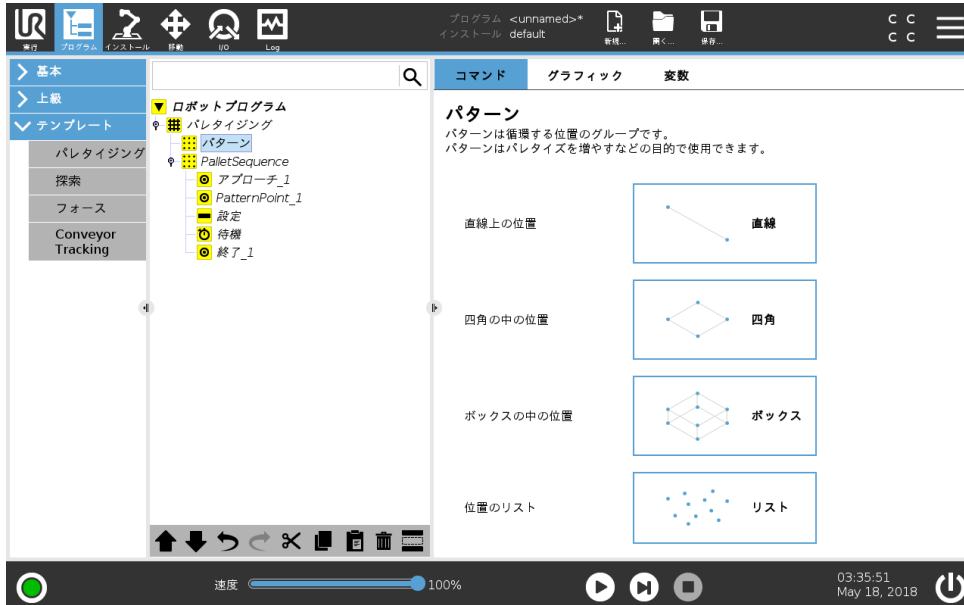 UR
実行
プログラム
インストール
移動
I/O
Log
プログラム <unnamed>*
インストール default
新規...
開く...
保存...
C C
C C
基本
上級
テンプレート
パレタイジング
探索
フォース
Conveyor
Tracking
ロボットプログラム
パレタイジング
パターン
PalletSequence
アプローチ_1
PatternPoint_1
設定
待機
終了_1
コマンド グラフィック 変数
パターン
パターンは循環する位置のグループです。
パターンはパレタイズを増やすなどの目的で使用できます。
直線上の位置 直線
四角の中の位置 四角
ボックスの中の位置 ボックス
位置のリスト リスト
速度 100%
03:35:51
May 18, 2018